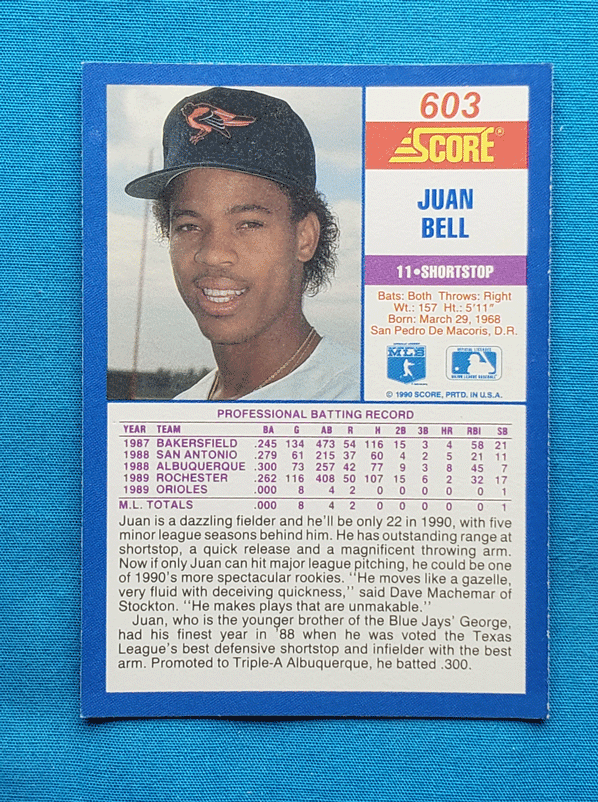 603
SCORE®
JUAN
BELL
11•SHORTSTOP
Bats: Both Throws: Right
Wt.: 157 Ht.: 5'11"
Born: March 29, 1968
San Pedro De Macoris, D.R.
MLB
© 1990 SCORE, PRTD. IN U.S.A.
PROFESSIONAL BATTING RECORD
YEAR TEAM BA G AB R H 2B 3B HR RBI SB
1987 BAKERSFIELD .245 134 473 54 116 15 3 4 58 21
1988 SAN ANTONIO .279 61 215 37 60 4 2 5 21 11
1988 ALBUQUERQUE .300 73 257 42 77 9 3 8 45 7
1989 ROCHESTER .262 116 408 50 107 15 6 2 32 17
1989 ORIOLES .000 8 4 2 0 0 0 0 0 1
M.L. TOTALS .000 8 4 2 0 0 0 0 0 1
Juan is a dazzling fielder and he'll be only 22 in 1990, with five
minor league seasons behind him. He has outstanding range at
shortstop, a quick release and a magnificent throwing arm.
Now if only Juan can hit major league pitching, he could be one
of 1990's more spectacular rookies. "He moves like a gazelle,
very fluid with deceiving quickness," said Dave Machemar of
Stockton. "He makes plays that are unmakable."
Juan, who is the younger brother of the Blue Jays' George,
had his finest year in '88 when he was voted the Texas
League's best defensive shortstop and infielder with the best
arm. Promoted to Triple-A Albuquerque, he batted .300.